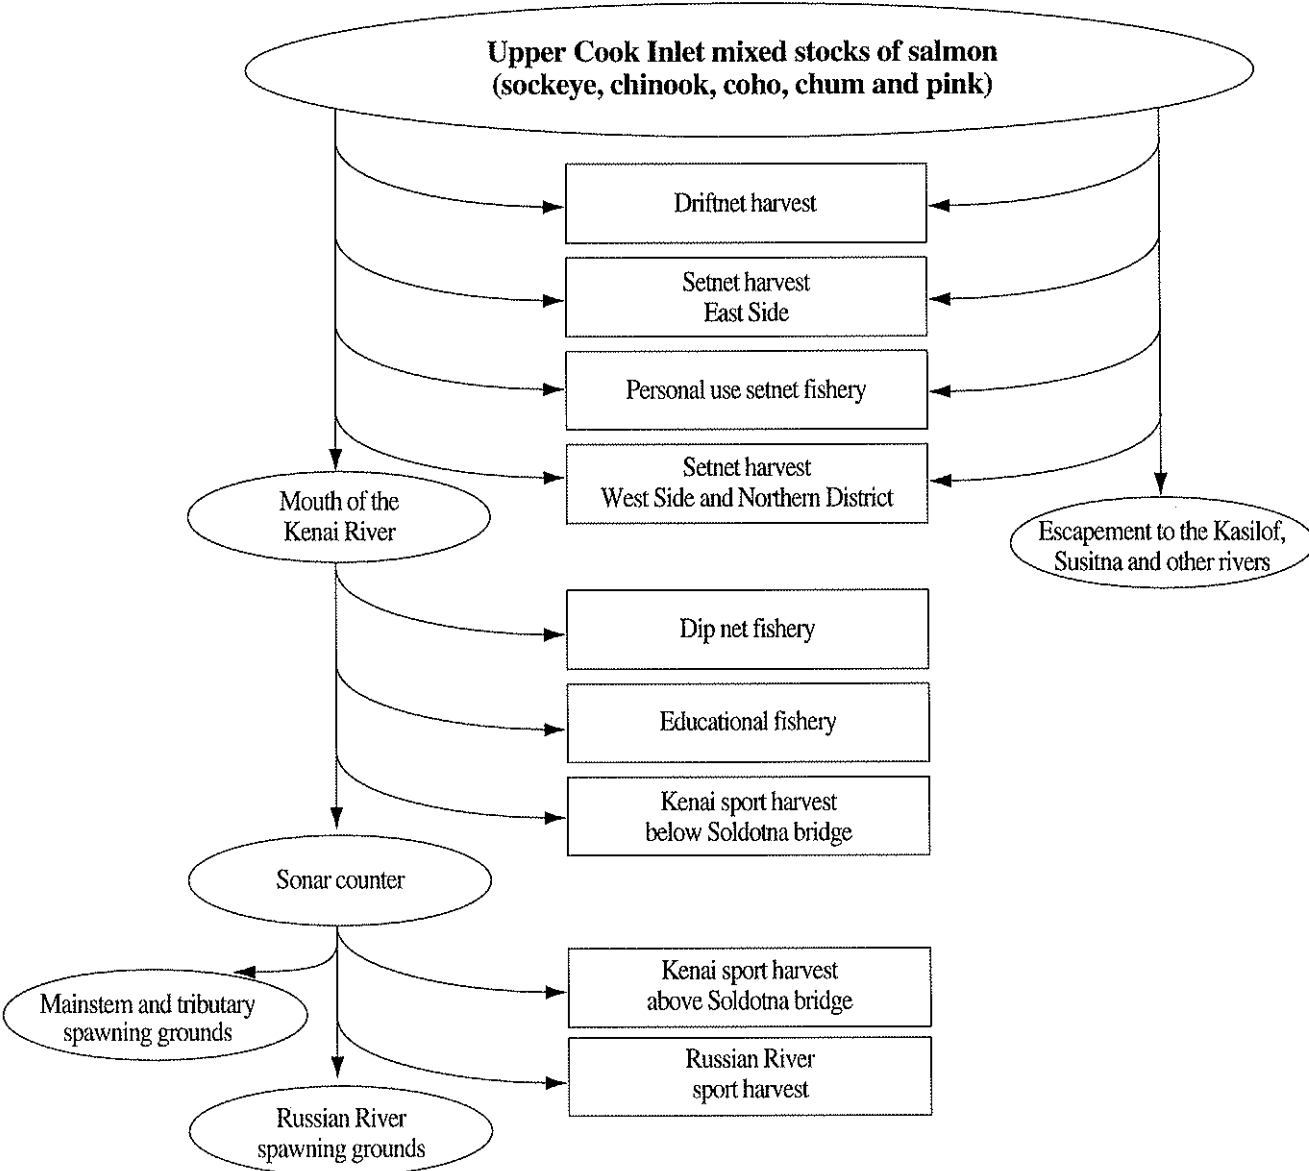 Upper Cook Inlet mixed stocks of salmon
(sockeye, chinook, coho, chum and pink)
Driftnet harvest
Setnet harvest
East Side
Personal use setnet fishery
Setnet harvest
West Side and Northern District
Mouth of the
Kenai River
Escapement to the Kasilof,
Susitna and other rivers
Dip net fishery
Educational fishery
Kenai sport harvest
below Soldotna bridge
Sonar counter
Kenai sport harvest
above Soldotna bridge
Mainstem and tributary
spawning grounds
Russian River
sport harvest
Russian River
spawning grounds